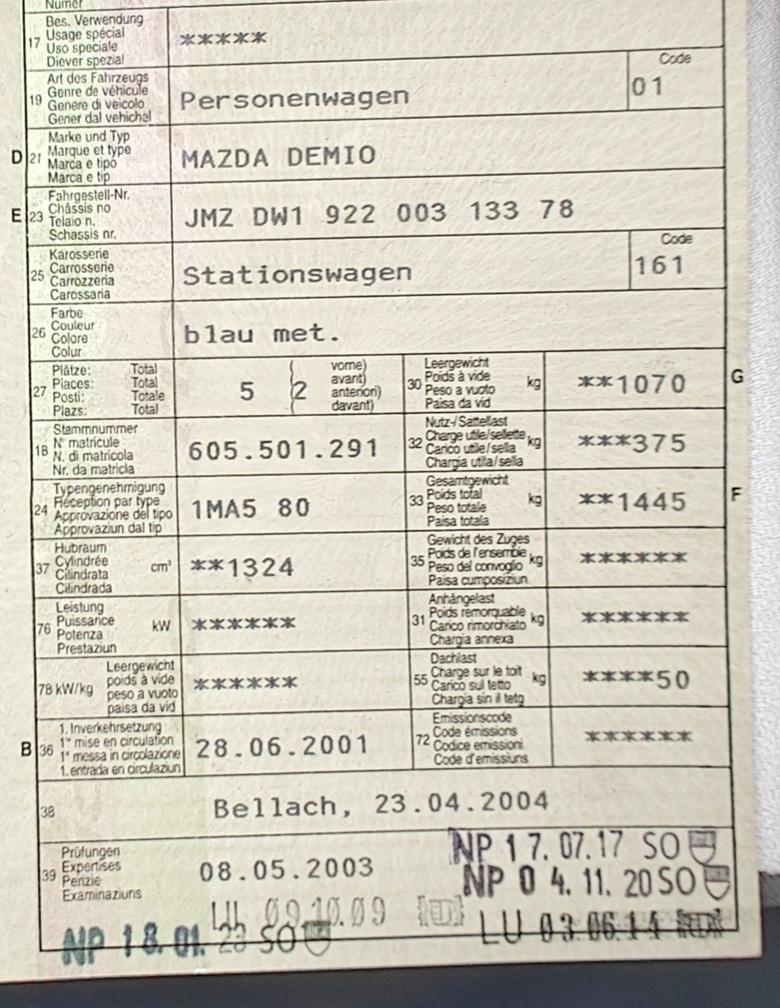 Numer
17 Bes. Verwendung
Usage spécial
Uso speciale
Diever spezial
*****
19 Art des Fahrzeugs
Genre de véhicule
Genere di veicolo
Gener dal vehichel
Personenwagen
Code
01
D 21 Marke und Typ
Marque et type
Marca e tipo
Marca e tip
MAZDA DEMIO
E 23 Fahrgestell-Nr.
Châssis no
Telaio n.
Schassis nr.
JMZ DW1 922 003 133 78
25 Karosserie
Carrosserie
Carrozzeria
Carossaria
Stationswagen
Code
161
26 Farbe
Couleur
Colore
Colur
blau met.
27 Plätze: Total
Places: Total
Posti: Totale
Plazs: Total
5 (2 vorne)
avant)
anteriori)
davant)
30 Leergewicht
Poids à vide
Peso a vuoto
Paisa da vid
kg
**1070
G
18 Stammnummer
N° matricule
N. di matricola
Nr. da matricla
605.501.291
32 Nutz-/Sattellast
Charge utile/sellette
Carico utile/sella
Chargia utila/sella
kg
***375
24 Typengenehmigung
Réception par type
Approvazione del tipo
Approvaziun dal tip
1MA5 80
33 Gesamtgewicht
Poids total
Peso totale
Paisa totala
kg
**1445
F
37 Hubraum
Cylindrée
Cilindrata
Cilindrada
cm³
**1324
35 Gewicht des Zuges
Poids de l'ensemble
Peso del convoglio
Paisa cumposiziun
kg
******
76 Leistung
Puissance
Potenza
Prestaziun
kW
******
31 Anhängelast
Poids remorquable
Carico rimorchiato
Chargia annexa
kg
******
78 kW/kg
Leergewicht
poids à vide
peso a vuoto
paisa da vid
******
55 Dachlast
Charge sur le toit
Carico sul tetto
Chargia sin il tetg
kg
****50
B 36 1. Inverkehrsetzung
1re mise en circulation
1a messa in circolazione
1. entrada en circulaziun
28.06.2001
72 Emissionscode
Code émissions
Codice emissioni
Code d'emissiuns
******
38 Bellach, 23.04.2004
39 Prüfungen
Expertises
Perizie
Examinaziuns
08.05.2003
NP 17.07.17 SO
NP 04.11.20 SO
LU 09.10.09
LU 03.06.14
NP 18.01.23 SO